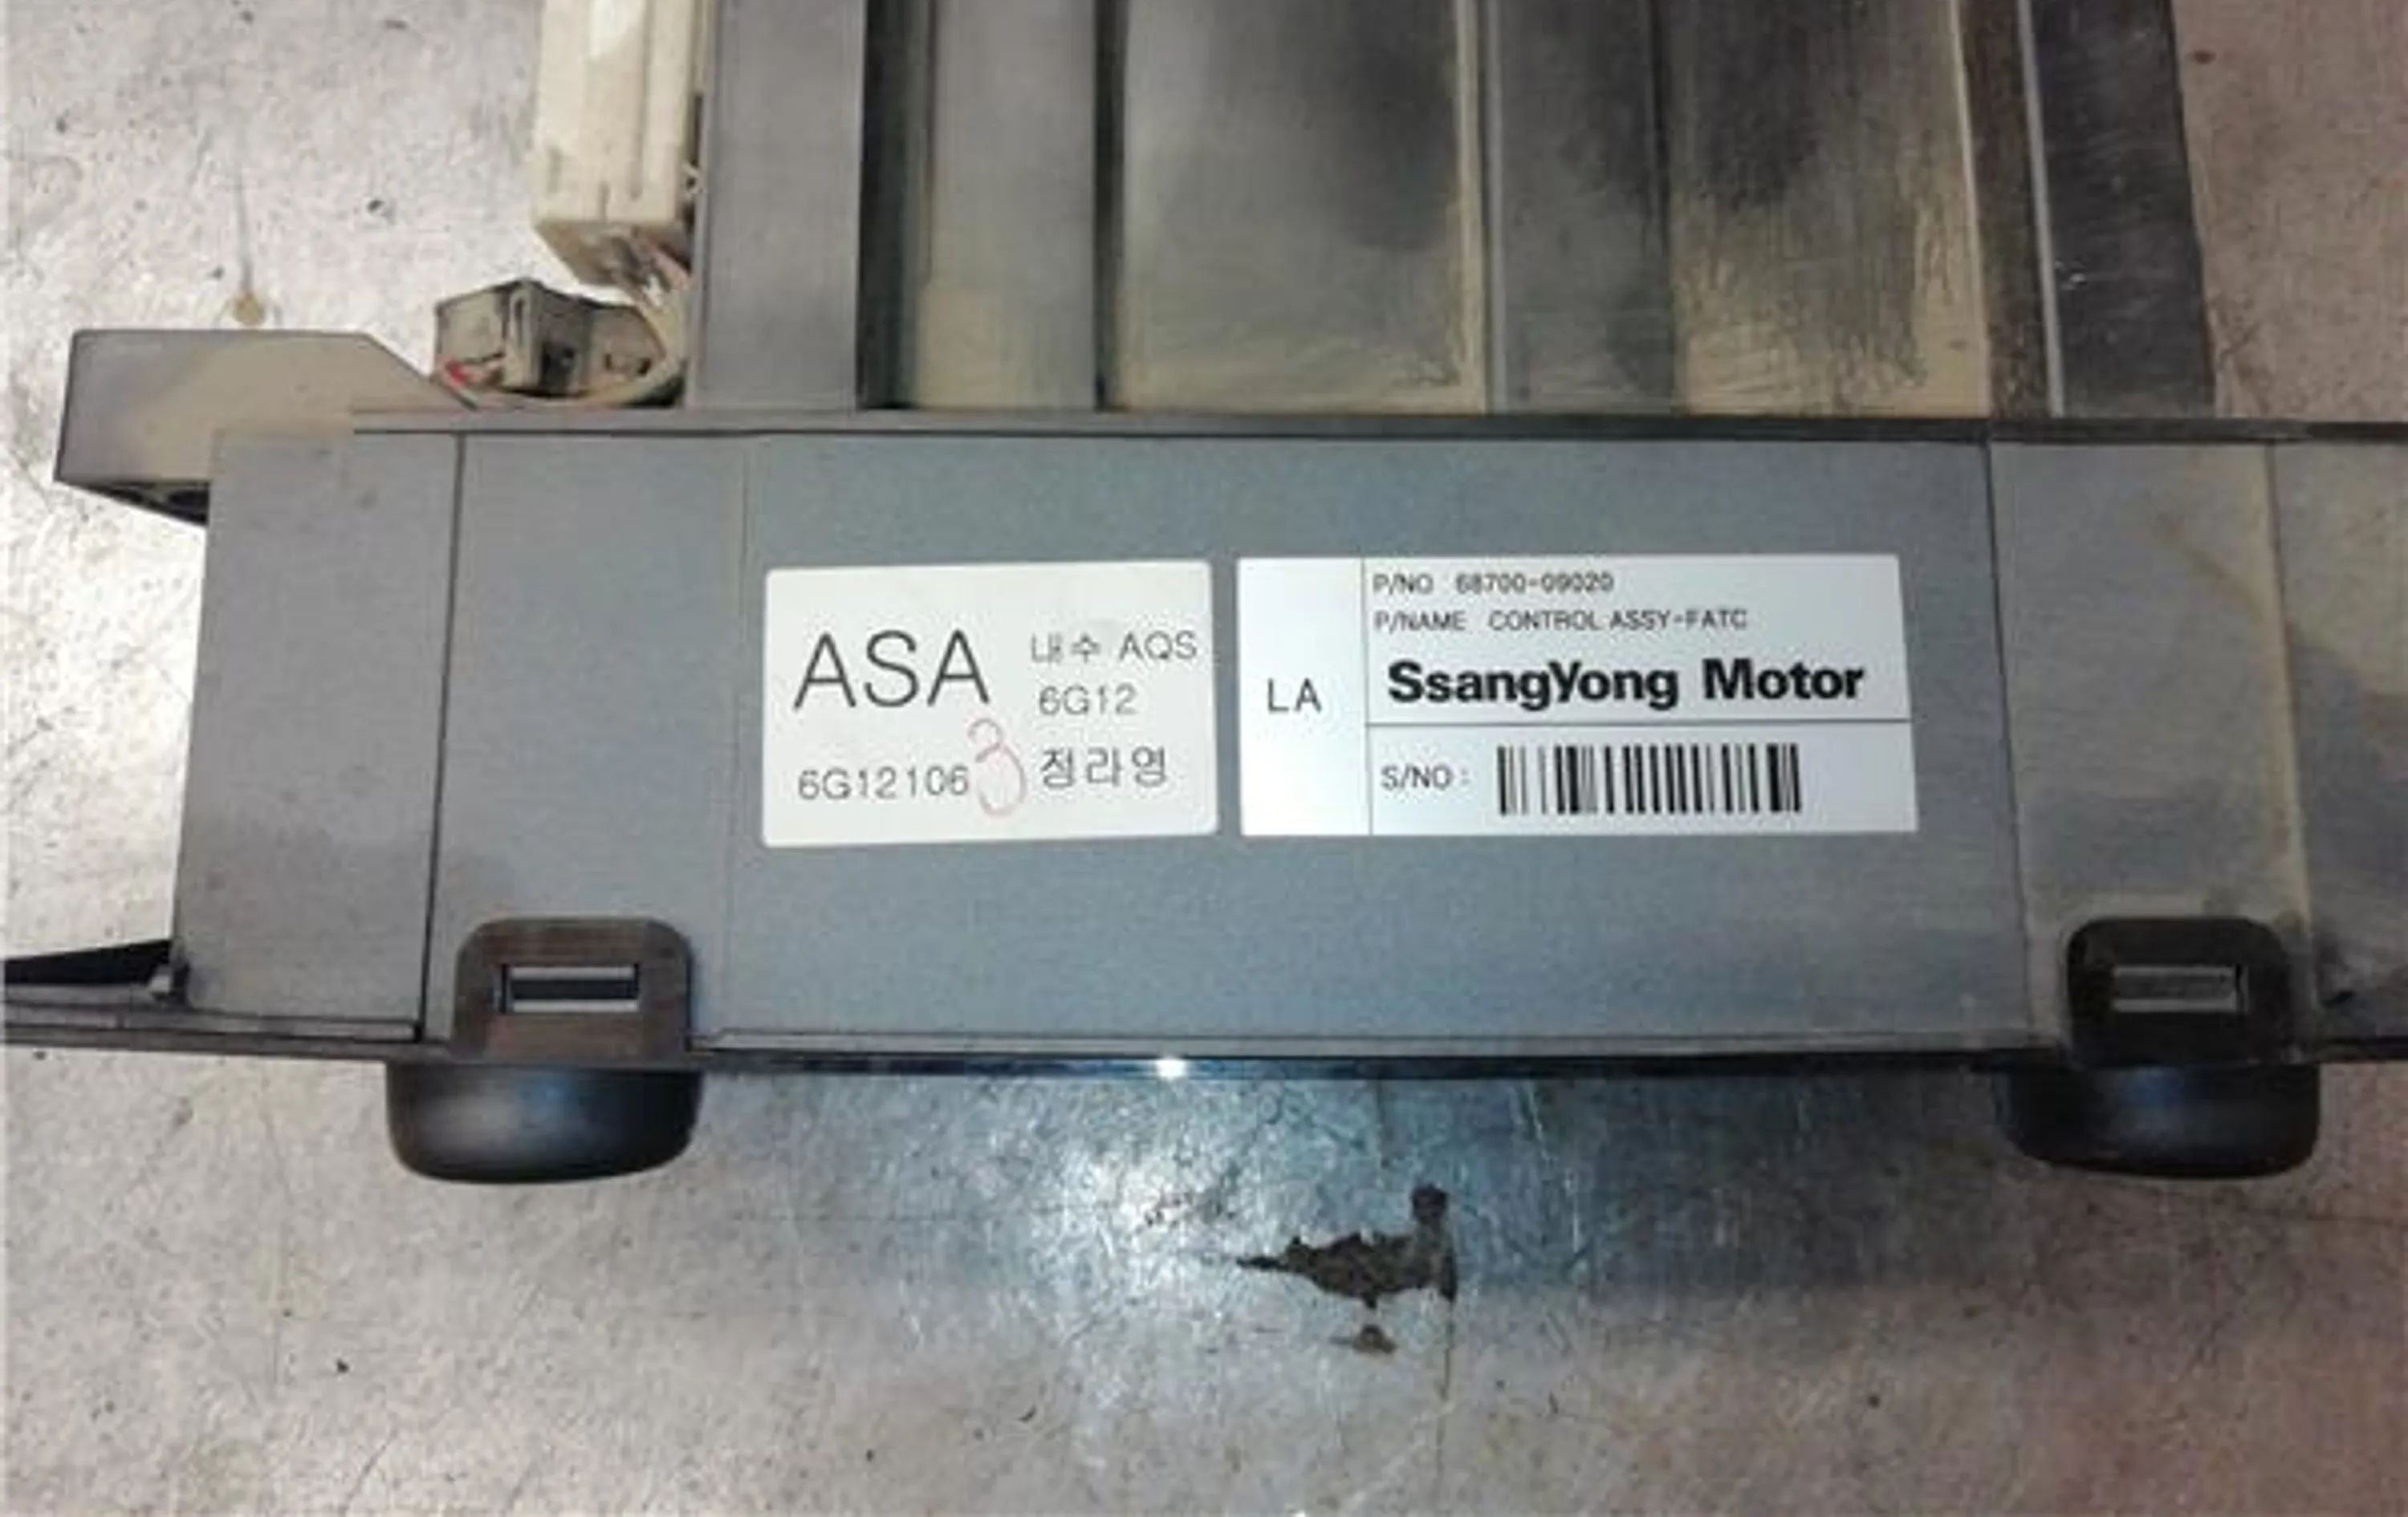 ASA
내수 AQS
6G12
6G12106 3 정라영
LA
P/NO 68700-09020
P/NAME CONTROL ASSY-FATC
SsangYong Motor
S/NO :